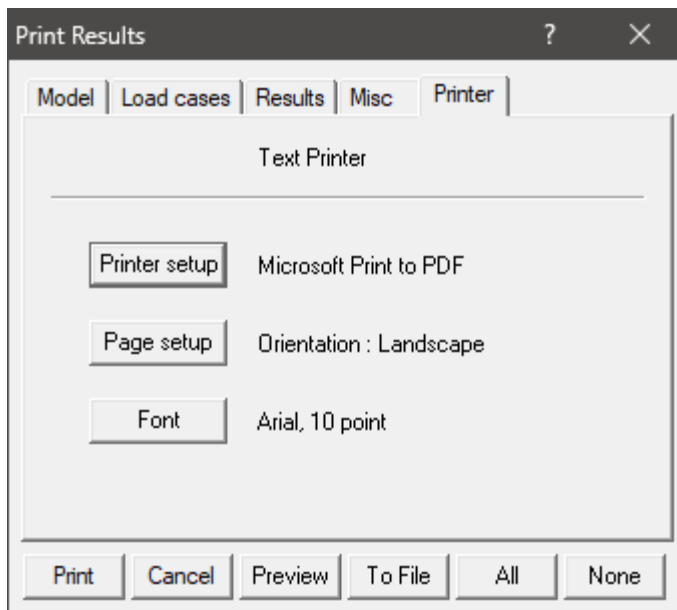 Print Results ?
Model Load cases Results Misc Printer
Text Printer
Printer setup Microsoft Print to PDF
Page setup Orientation : Landscape
Font Arial, 10 point
Print Cancel Preview To File All None